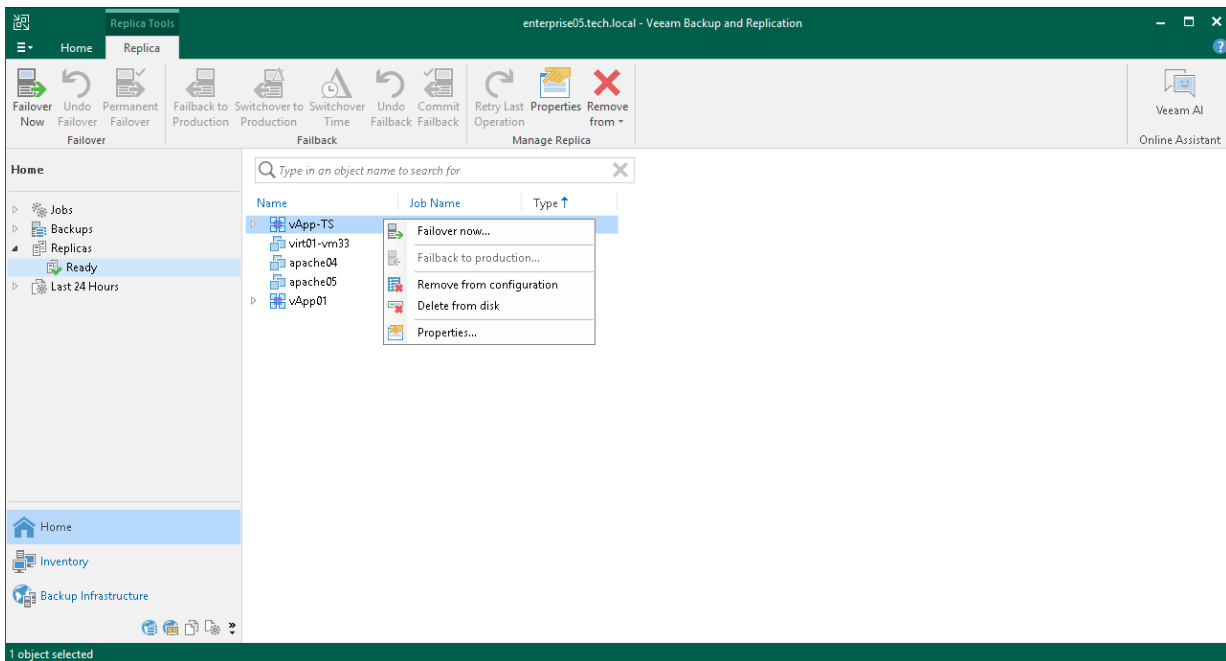 Replica Tools
enterprise05.tech.local - Veeam Backup and Replication
Home
Replica
?
Failover Now
Undo Failover
Permanent Failover
Failover
Failback to Production
Switchover to Production
Switchover Time
Undo Failback
Commit Failback
Failback
Retry Last Operation
Properties
Remove from
Manage Replica
Veeam AI
Online Assistant
Home
Jobs
Backups
Replicas
Ready
Last 24 Hours
Type in an object name to search for
Name
Job Name
Type
vApp-TS
virt01-vm33
apache04
apache05
vApp01
Failover now...
Failback to production...
Remove from configuration
Delete from disk
Properties...
Home
Inventory
Backup Infrastructure
1 object selected